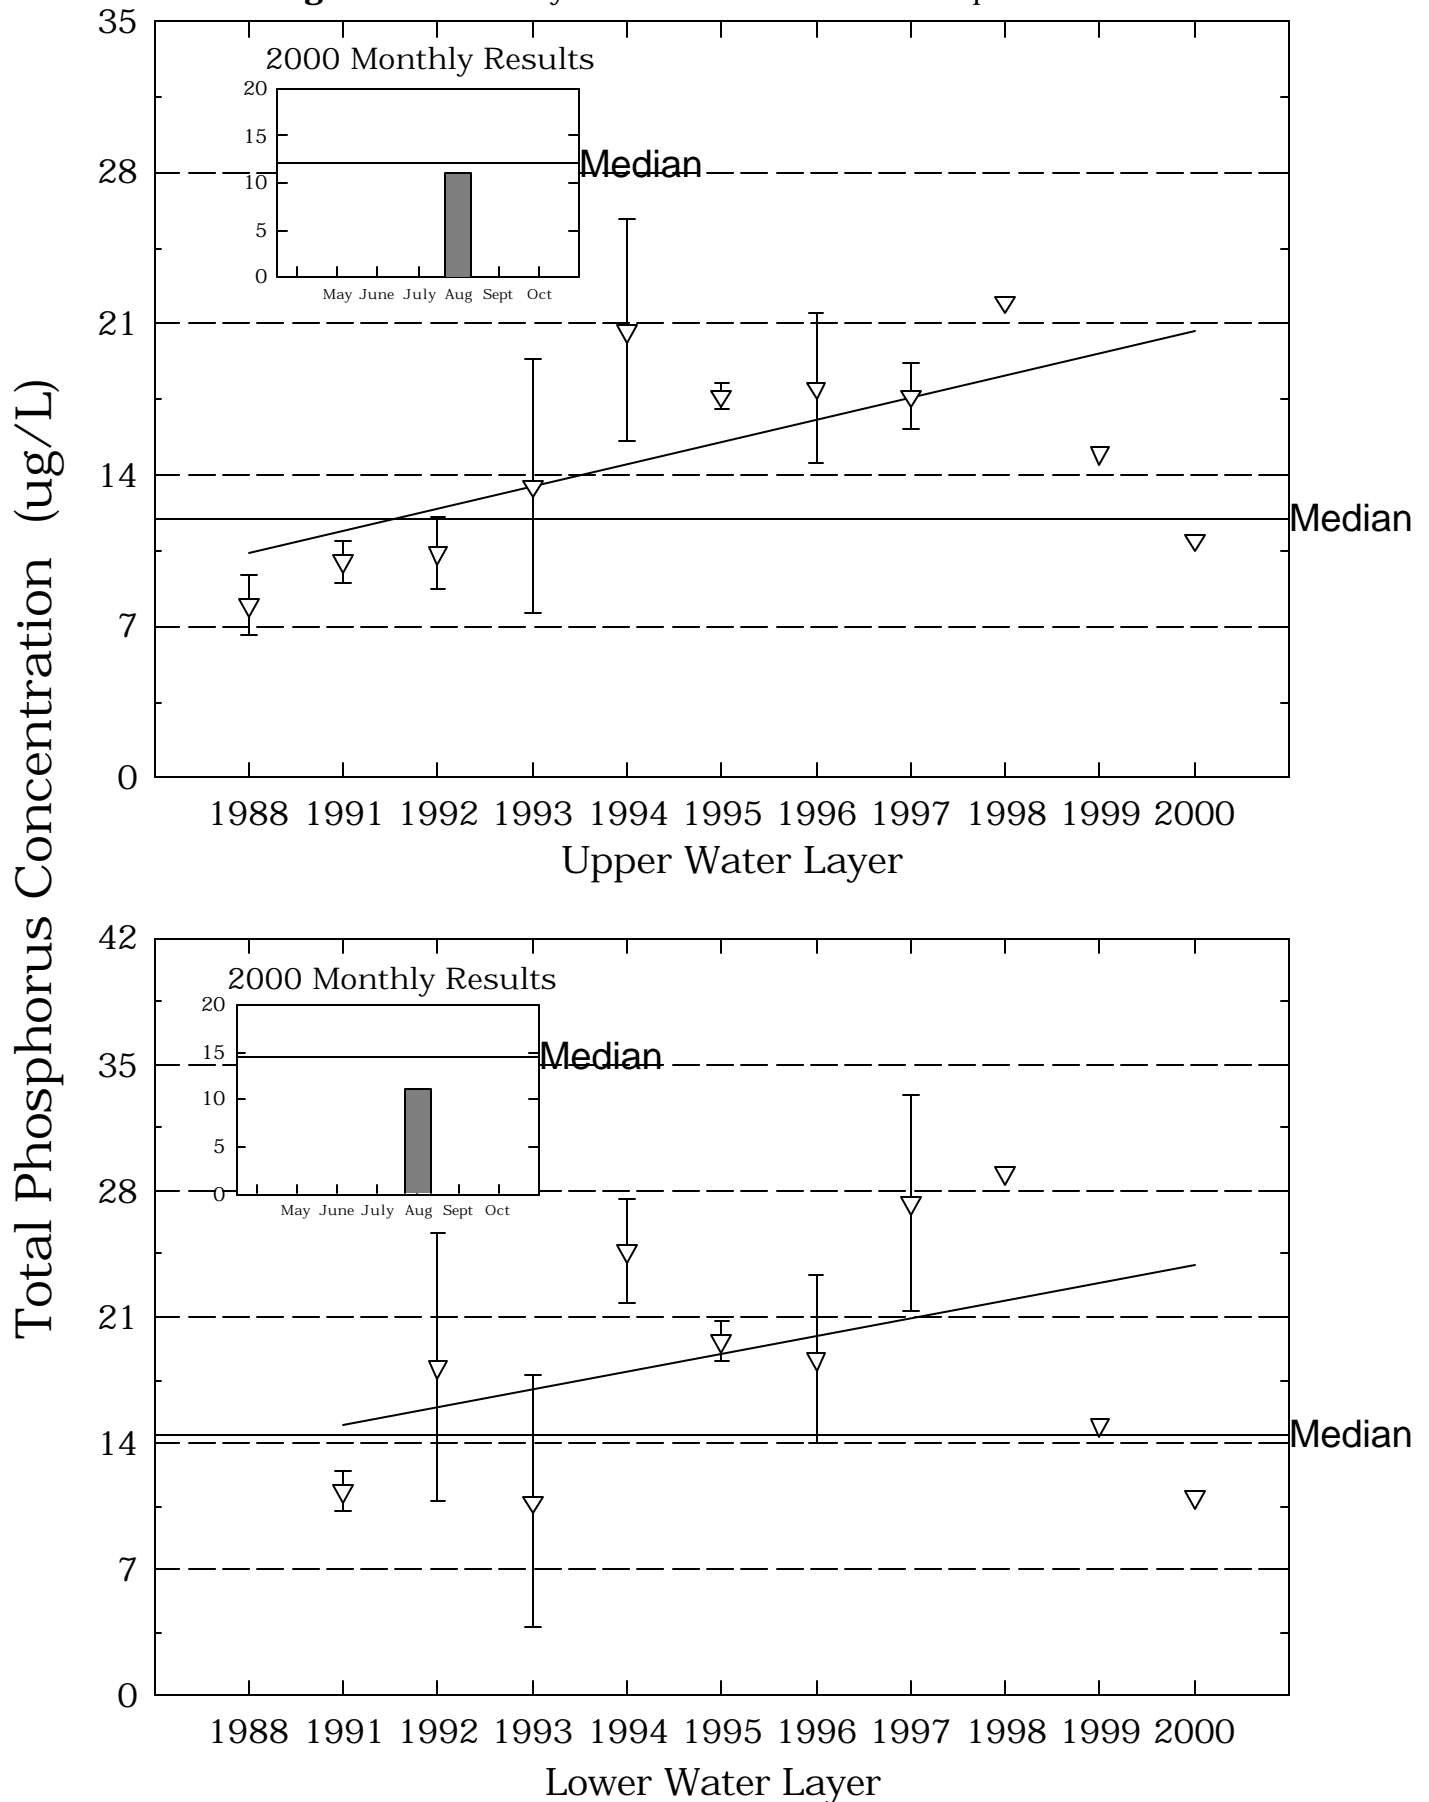 35
2000 Monthly Results
20
15
Median
28
10
5
0
May June July Aug Sept Oct
21
14
Median
7
0
1988 1991 1992 1993 1994 1995 1996 1997 1998 1999 2000
Upper Water Layer
Total Phosphorus Concentration (ug/L)
42
2000 Monthly Results
20
15
Median
35
10
5
0
28
May June July Aug Sept Oct
21
14
Median
7
0
1988 1991 1992 1993 1994 1995 1996 1997 1998 1999 2000
Lower Water Layer